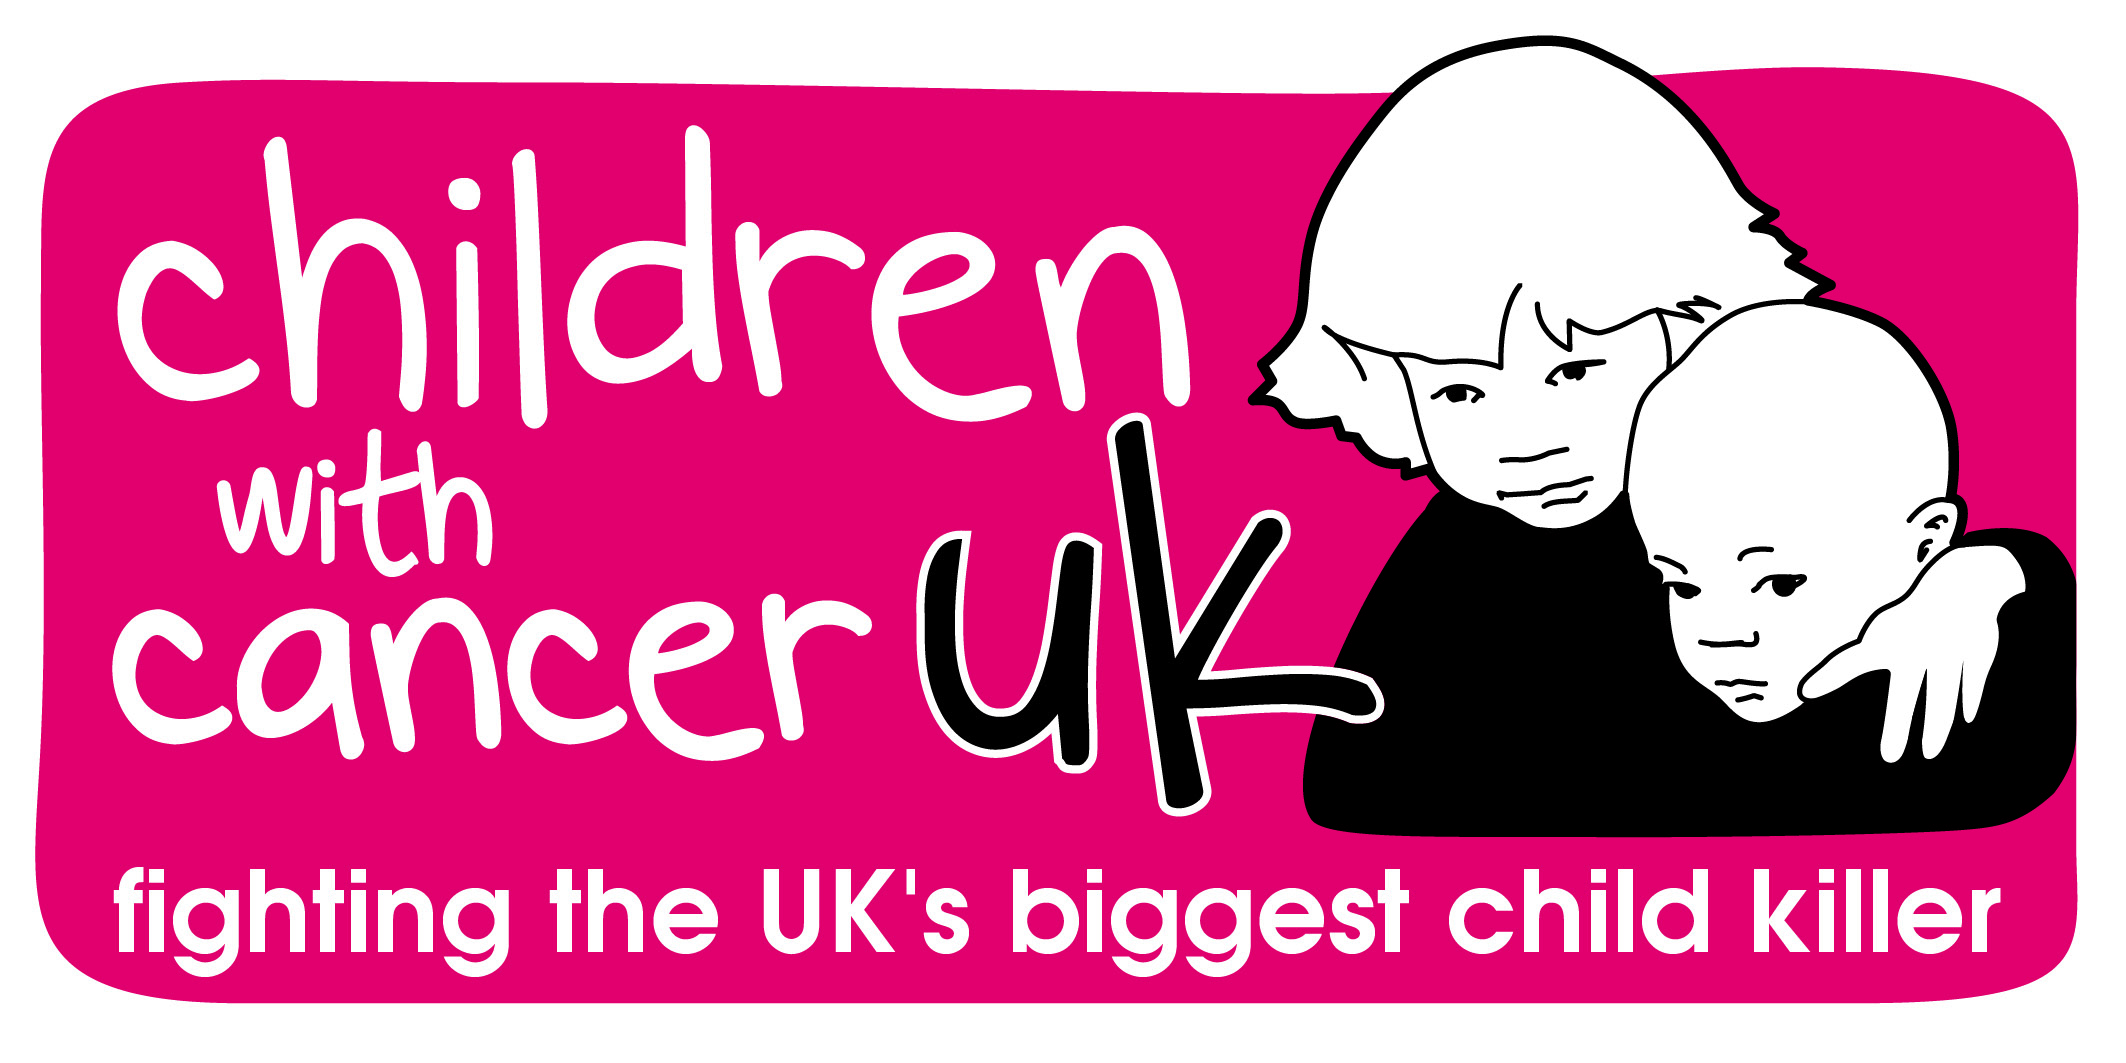 children
with
cancer uk
fighting the UK's biggest child killer